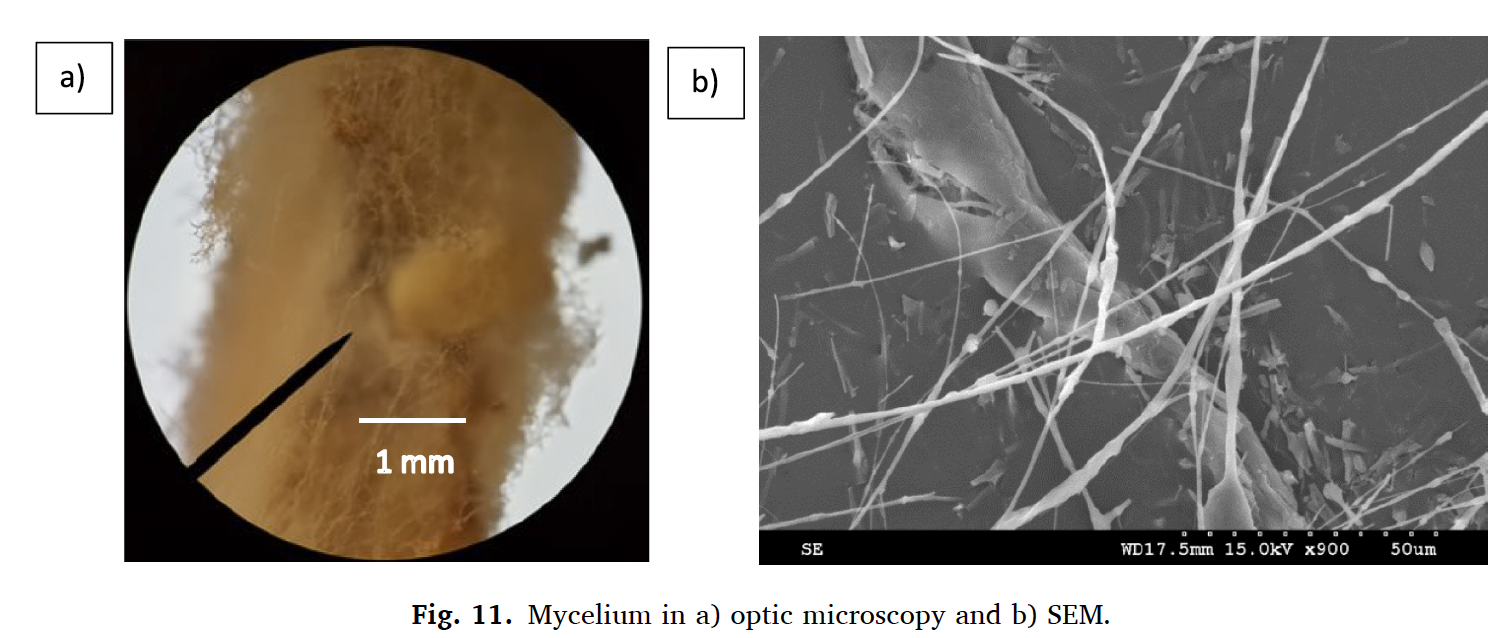 a)
b)
1 mm
SE
WD17.5mm 15.0kV x900 50um
Fig. 11. Mycelium in a) optic microscopy and b) SEM.